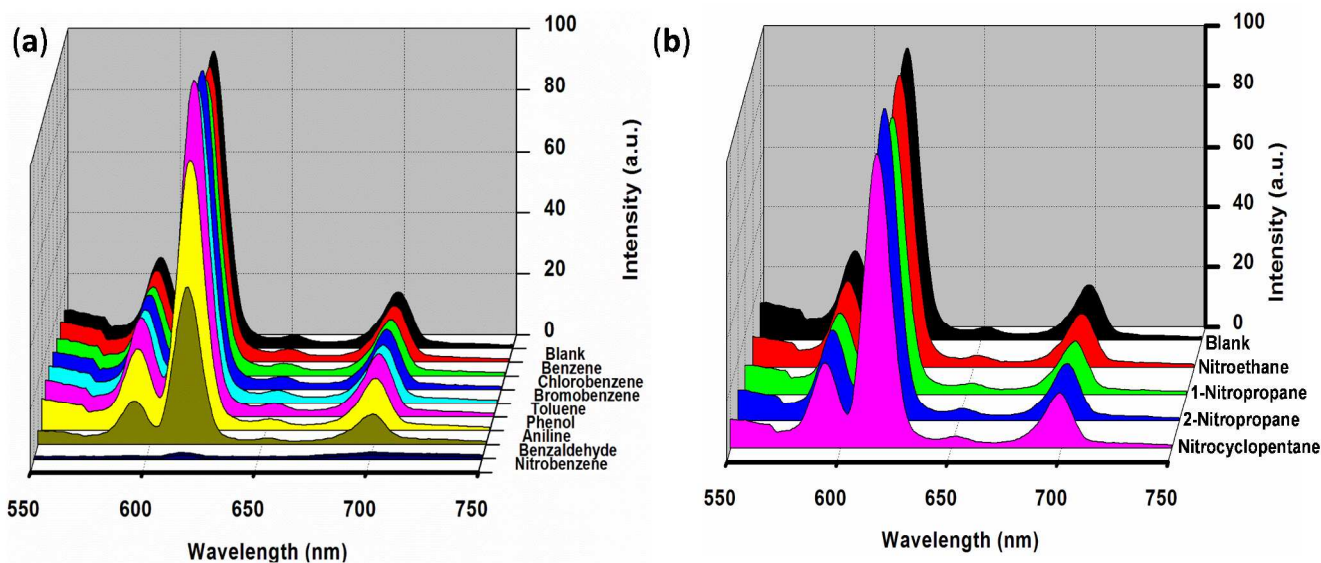 (a)
100
80
60
40
20
0
Intensity (a.u.)
Blank
Benzene
Chlorobenzene
Bromobenzene
Toluene
Phenol
Aniline
Benzaldehyde
Nitrobenzene
550 600 650 700 750
Wavelength (nm)
(b)
100
80
60
40
20
0
Intensity (a.u.)
Blank
Nitroethane
1-Nitropropane
2-Nitropropane
Nitrocyclopentane
550 600 650 700 750
Wavelength (nm)